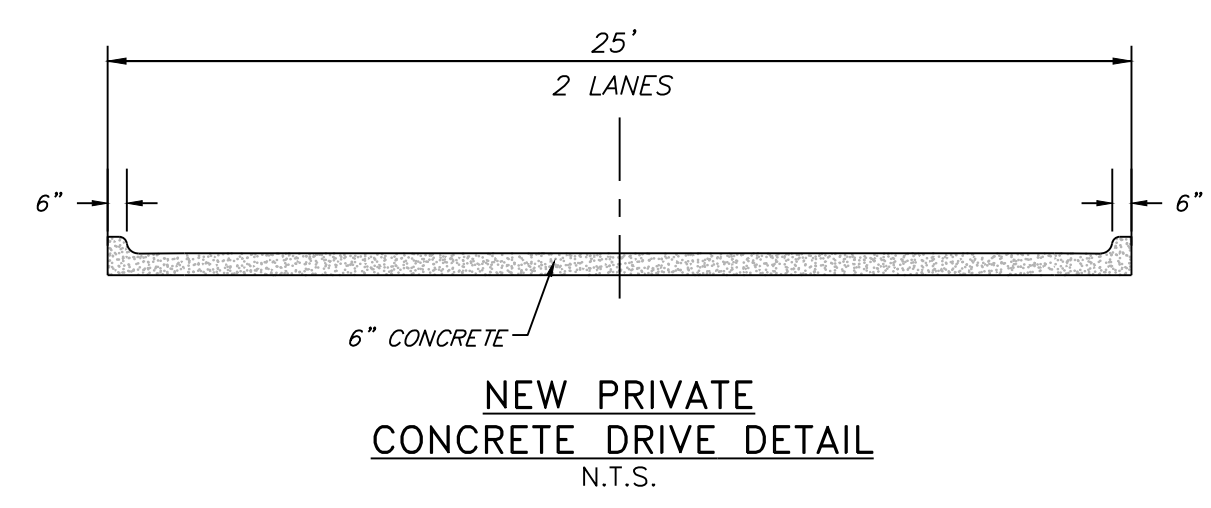 25'
2 LANES
6"
6"
6" CONCRETE
NEW PRIVATE
CONCRETE DRIVE DETAIL
N.T.S.